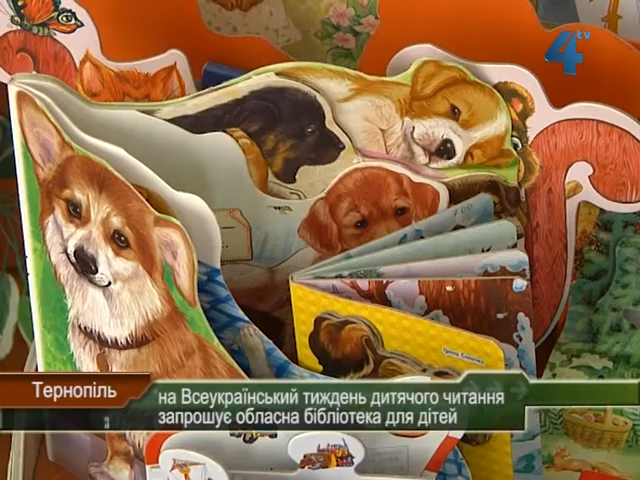 4tv
Тернопіль
на Всеукраїнський тиждень дитячого читання
запрошує обласна бібліотека для дітей